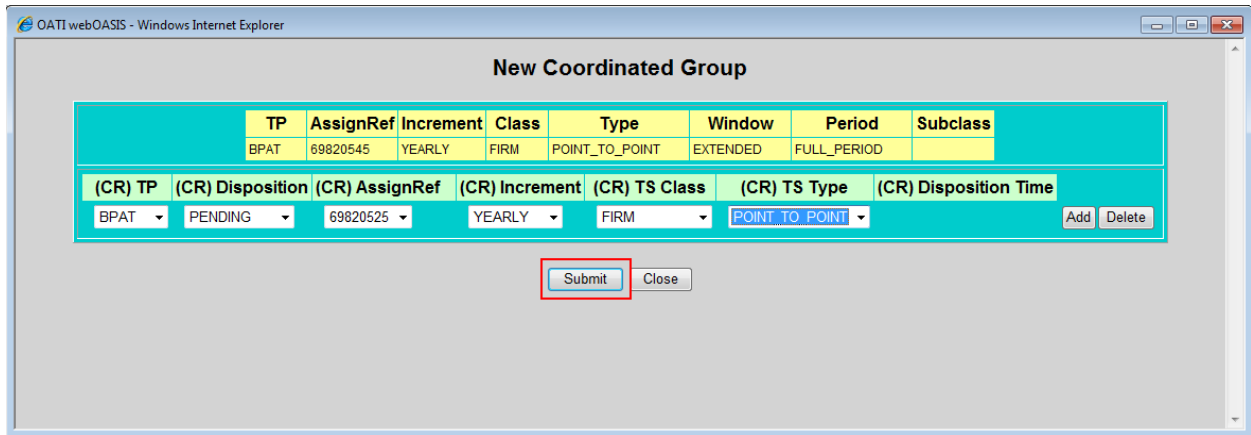 OATI webOASIS - Windows Internet Explorer
New Coordinated Group
TP AssignRef Increment Class Type Window Period Subclass
BPAT 69820545 YEARLY FIRM POINT_TO_POINT EXTENDED FULL_PERIOD
(CR) TP (CR) Disposition (CR) AssignRef (CR) Increment (CR) TS Class (CR) TS Type (CR) Disposition Time
BPAT PENDING 69820525 YEARLY FIRM POINT_TO_POINT Add Delete
Submit Close